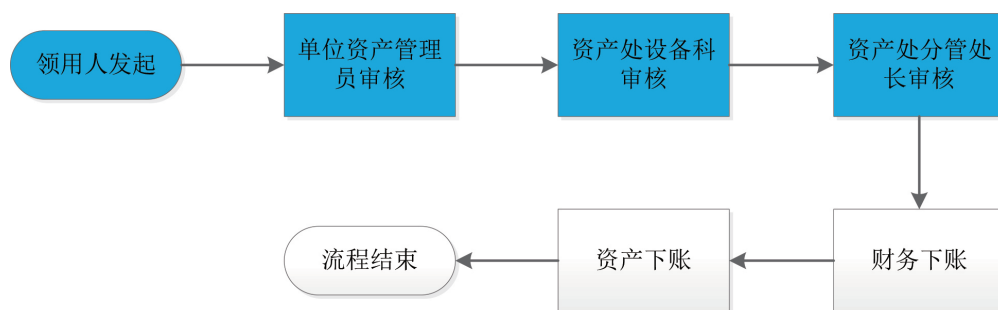 领用人发起
单位资产管理
员审核
资产处设备科
审核
资产处分管处
长审核
财务下账
资产下账
流程结束